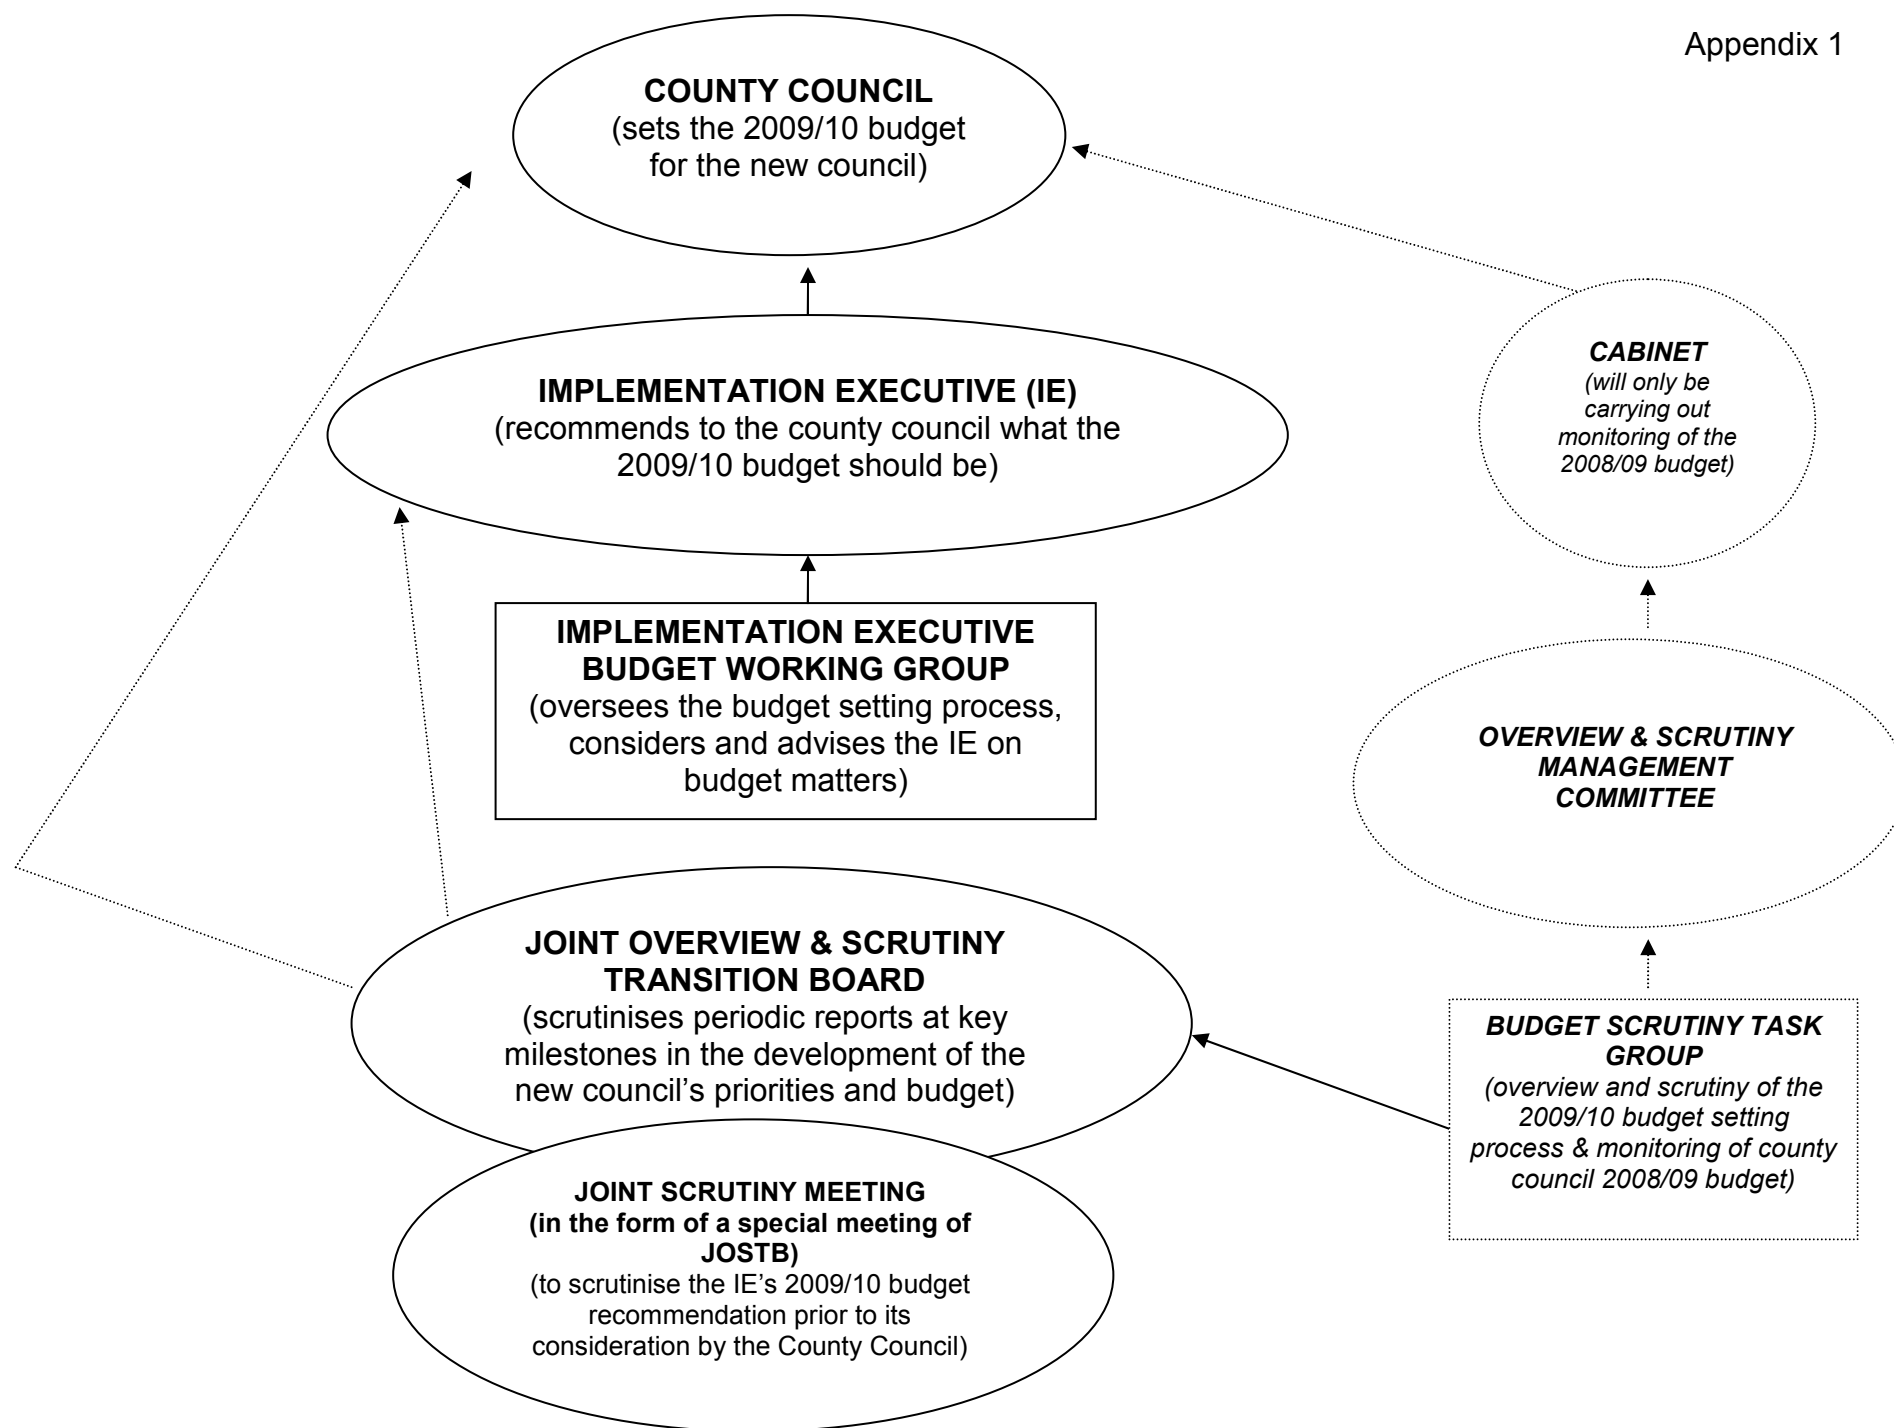 Appendix 1
COUNTY COUNCIL
(sets the 2009/10 budget
for the new council)
IMPLEMENTATION EXECUTIVE (IE)
(recommends to the county council what the
2009/10 budget should be)
CABINET
(will only be
carrying out
monitoring of the
2008/09 budget)
IMPLEMENTATION EXECUTIVE
BUDGET WORKING GROUP
(oversees the budget setting process,
considers and advises the IE on
budget matters)
OVERVIEW & SCRUTINY
MANAGEMENT
COMMITTEE
JOINT OVERVIEW & SCRUTINY
TRANSITION BOARD
(scrutinises periodic reports at key
milestones in the development of the
new council’s priorities and budget)
BUDGET SCRUTINY TASK
GROUP
(overview and scrutiny of the
2009/10 budget setting
process & monitoring of county
council 2008/09 budget)
JOINT SCRUTINY MEETING
(in the form of a special meeting of
JOSTB)
(to scrutinise the IE’s 2009/10 budget
recommendation prior to its
consideration by the County Council)